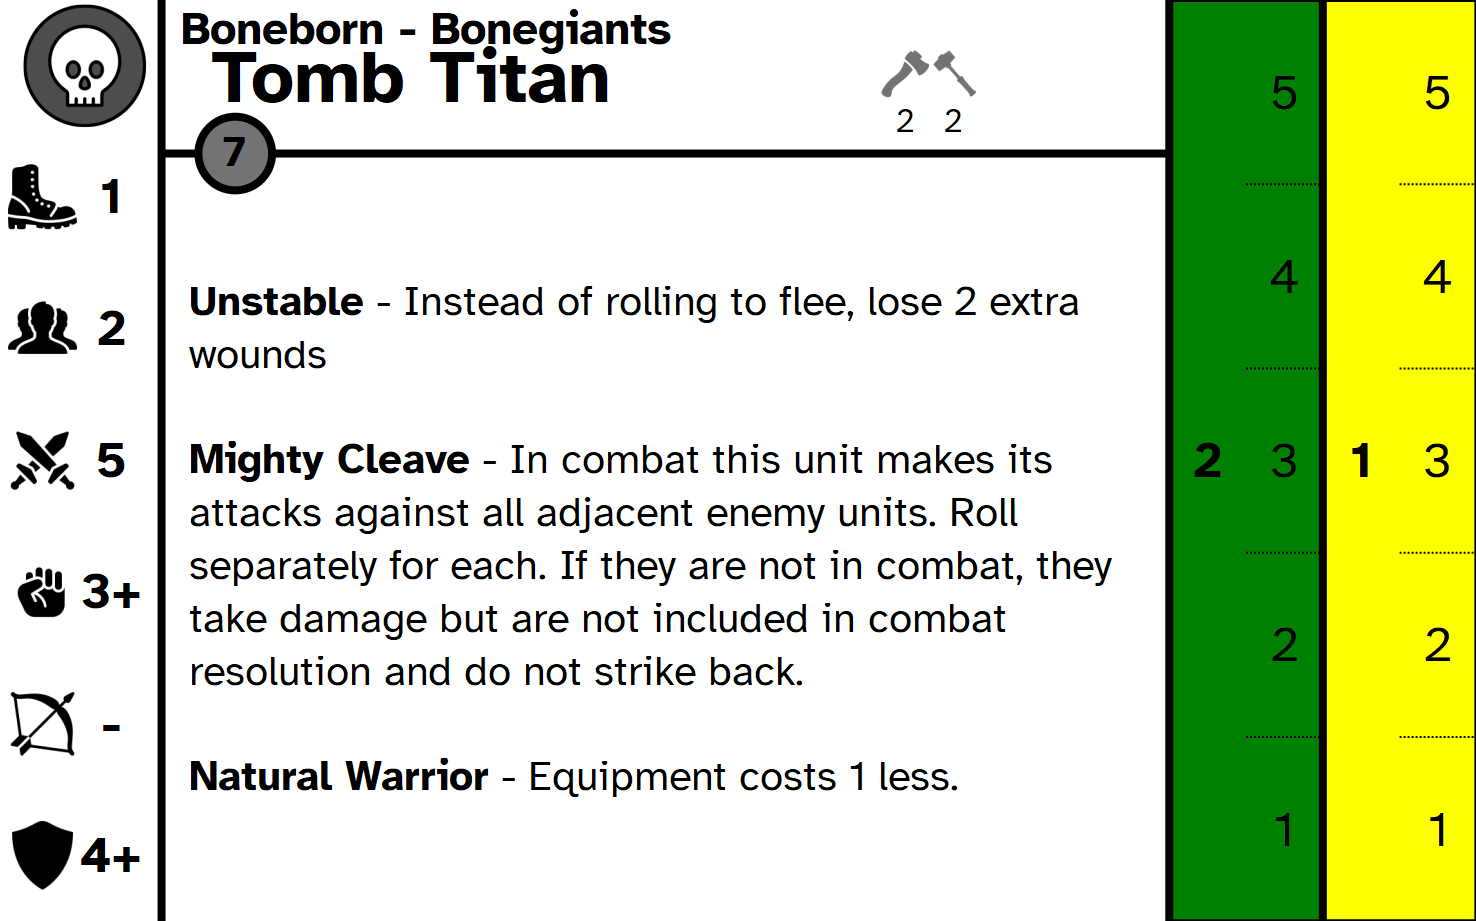 Boneborn - Bonegiants
Tomb Titan
2 2
7
1
2
5
3+
-
4+
Unstable - Instead of rolling to flee, lose 2 extra
wounds
Mighty Cleave - In combat this unit makes its
attacks against all adjacent enemy units. Roll
separately for each. If they are not in combat, they
take damage but are not included in combat
resolution and do not strike back.
Natural Warrior - Equipment costs 1 less.
5 5
4 4
2 3 1 3
2 2
1 1